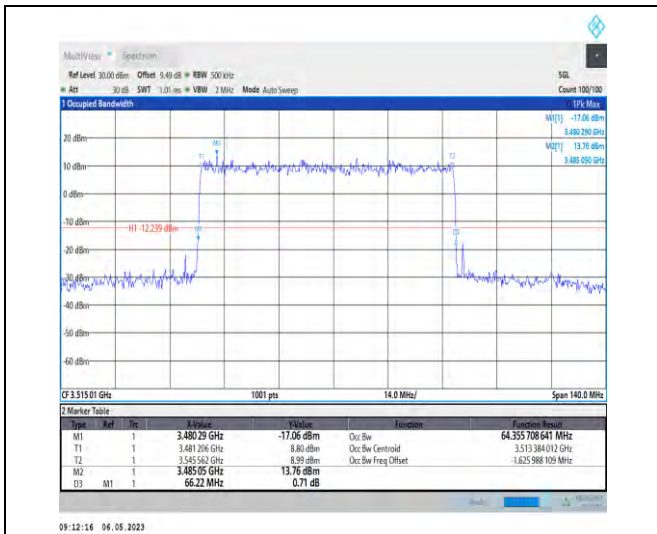 MultiView Spectrum
Ref Level 30.00 dBm Offset 9.49 dB RBW 500 kHz SGL
Att 30 dB SWT 1.01 ms VBW 2 MHz Mode Auto Sweep Count 100/100
1 Occupied Bandwidth 1Pk Max
M1[1] -17.06 dBm
3.480 290 GHz
M2[1] 13.76 dBm
3.485 050 GHz
20 dBm
M2
T1 T2
0 dBm
-10 dBm
H1 -12.239 dBm
M1
D3
-30 dBm
-40 dBm
-50 dBm
-60 dBm
CF 3.515 01 GHz 1001 pts 14.0 MHz/ Span 140.0 MHz
2 Marker Table
Type Ref Trc X-Value Y-Value Function Function Result
M1 1 3.480 29 GHz -17.06 dBm Occ Bw 64.355 708 641 MHz
T1 1 3.481 206 GHz 8.80 dBm Occ Bw Centroid 3.513 384 012 GHz
T2 1 3.545 562 GHz 8.99 dBm Occ Bw Freq Offset -1.625 988 109 MHz
M2 1 3.485 05 GHz 13.76 dBm
D3 M1 1 66.22 MHz 0.71 dB
09:12:16 06.05.2023